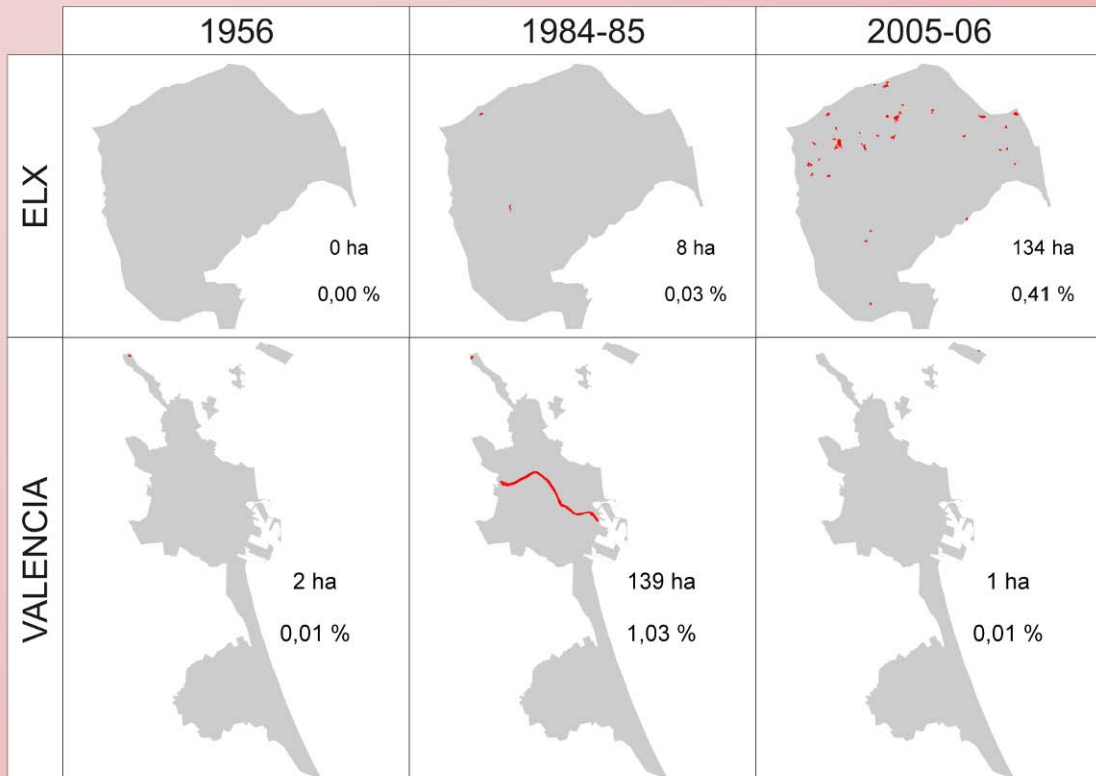 1956
1984-85
2005-06
ELX
0 ha
0,00 %
8 ha
0,03 %
134 ha
0,41 %
VALENCIA
2 ha
0,01 %
139 ha
1,03 %
1 ha
0,01 %